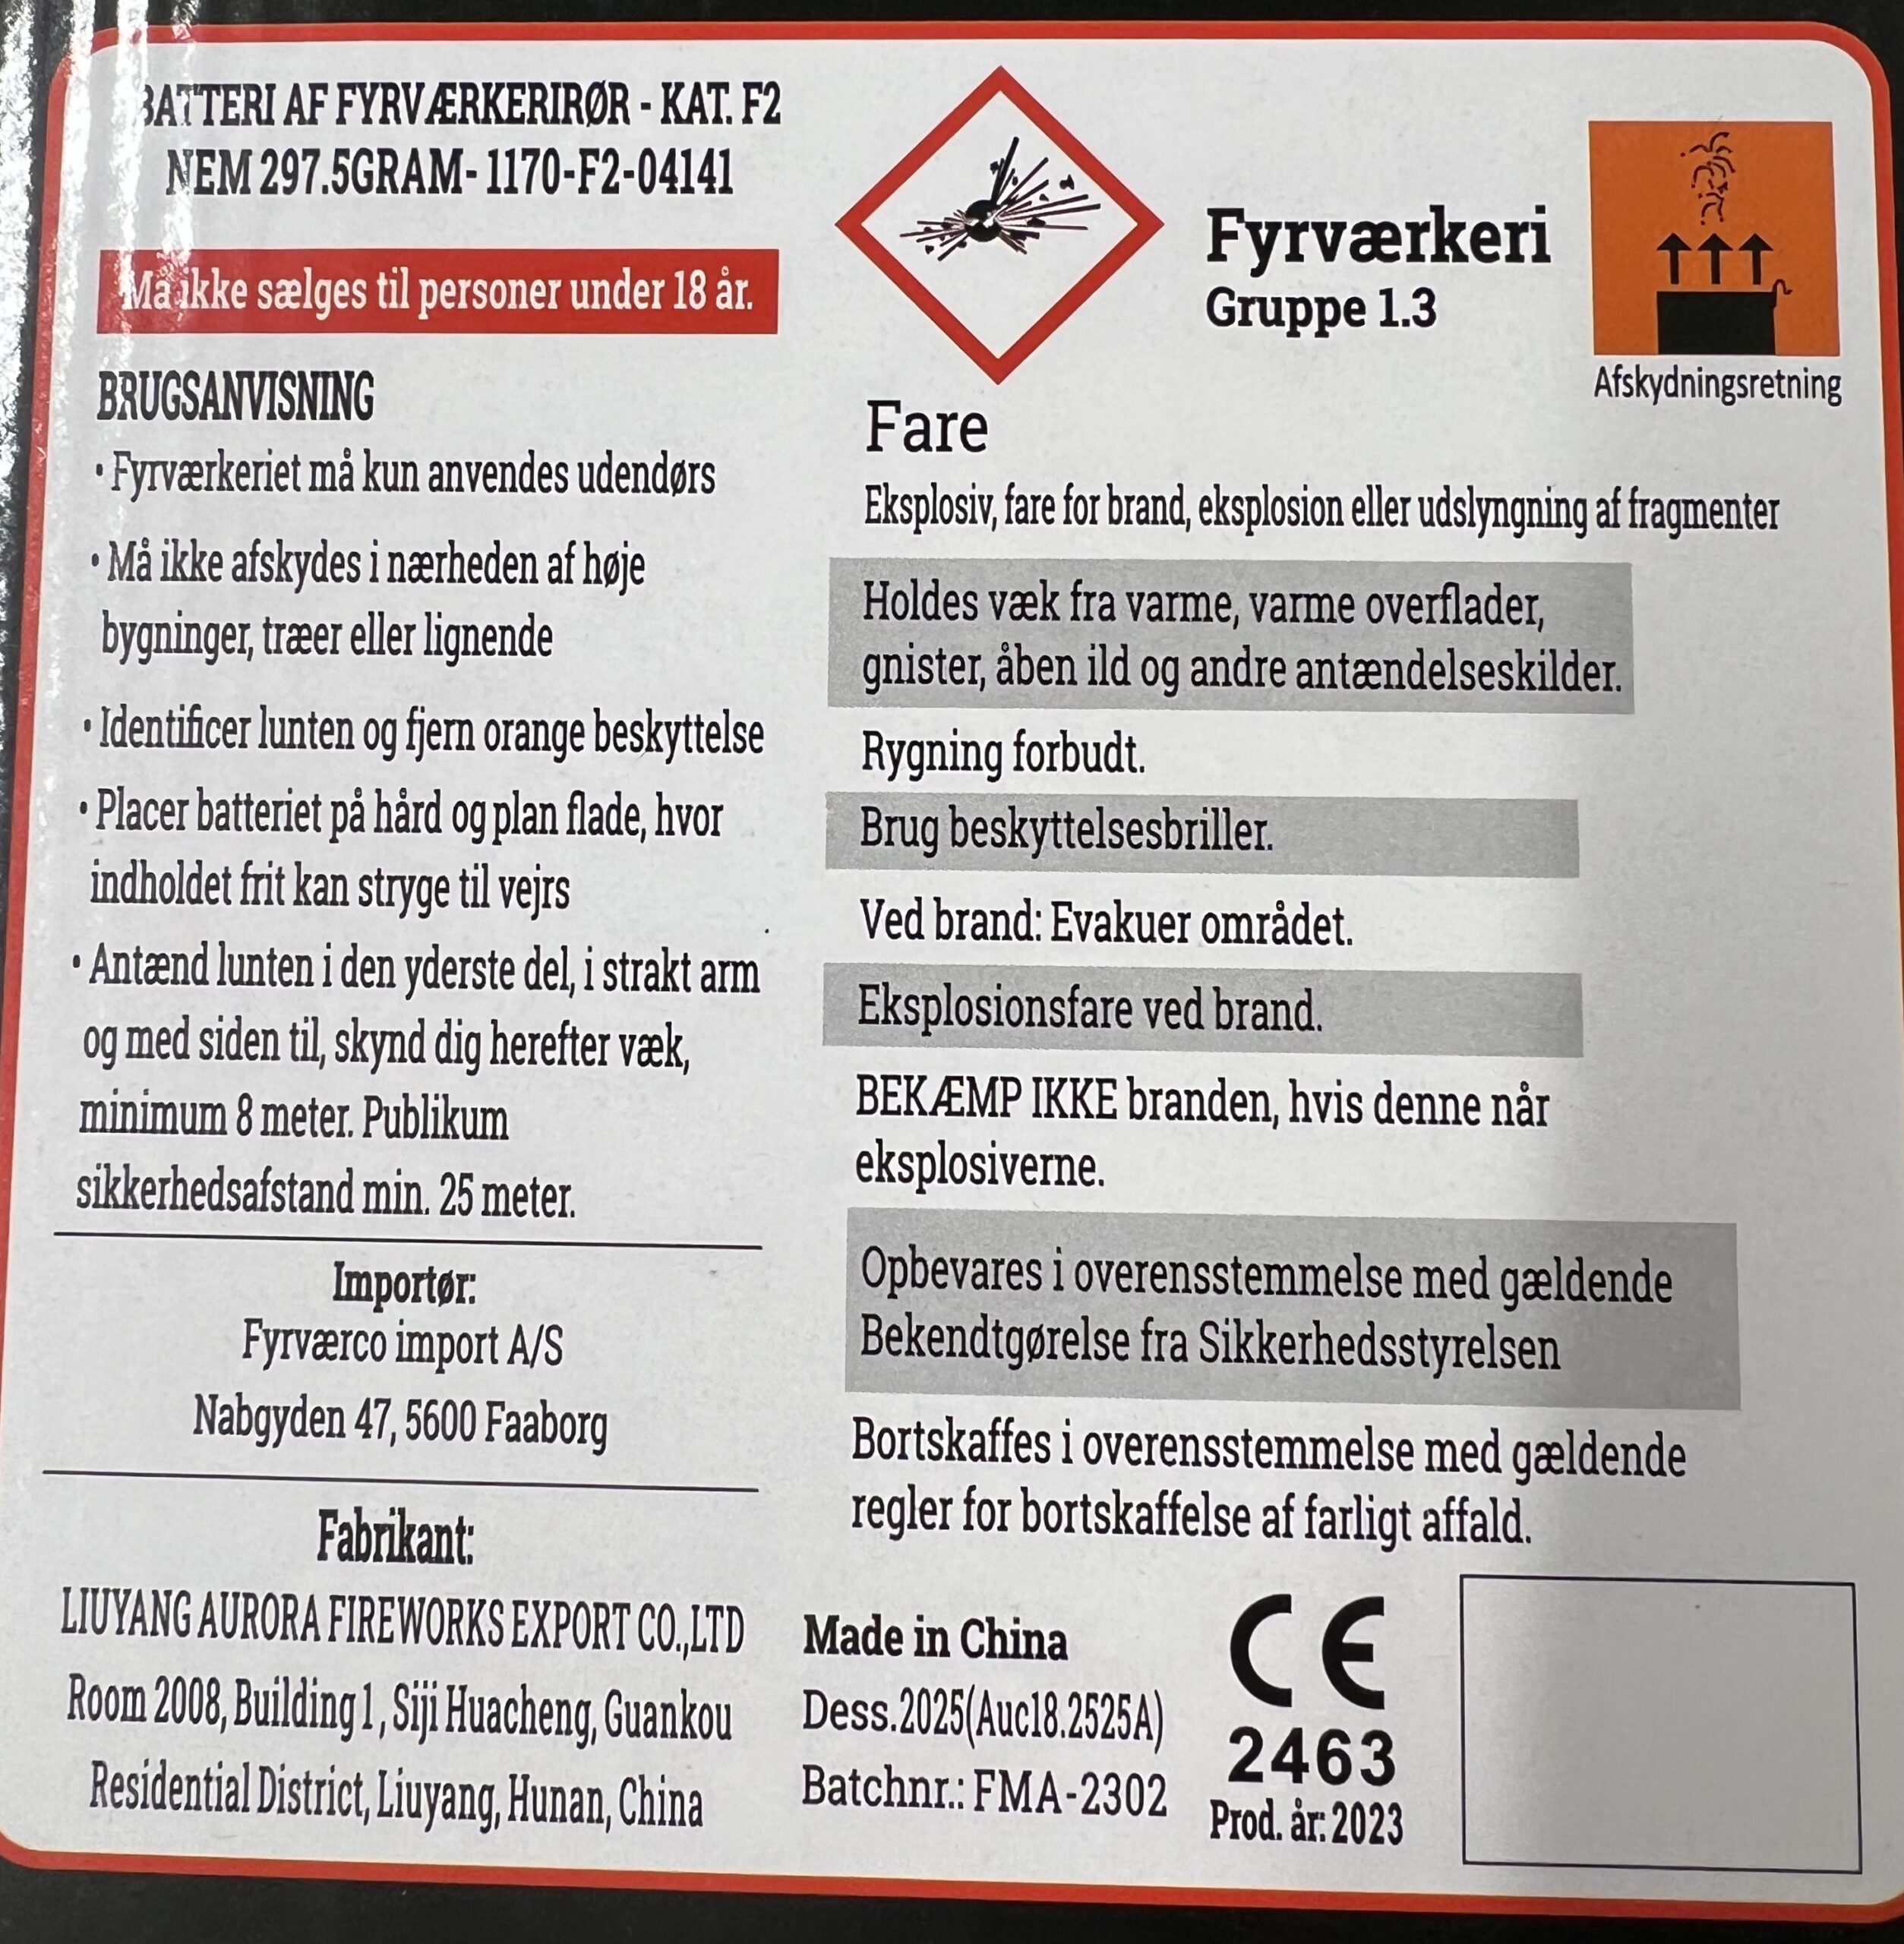 BATTERI AF FYRVÆRKERIRØR - KAT. F2
NEM 297.5GRAM- 1170-F2-04141
Må ikke sælges til personer under 18 år.
BRUGSANVISNING
• Fyrværkeriet må kun anvendes udendørs
• Må ikke afskydes i nærheden af høje
bygninger, træer eller lignende
• Identificer lunten og fjern orange beskyttelse
• Placer batteriet på hård og plan flade, hvor
indholdet frit kan stryge til vejrs
• Antænd lunten i den yderste del, i strakt arm
og med siden til, skynd dig herefter væk,
minimum 8 meter. Publikum
sikkerhedsafstand min. 25 meter.
Importør:
Fyrværco import A/S
Nabgyden 47, 5600 Faaborg
Fabrikant:
LIUYANG AURORA FIREWORKS EXPORT CO.,LTD
Room 2008, Building 1, Siji Huacheng, Guankou
Residential District, Liuyang, Hunan, China
Fyrværkeri
Gruppe 1.3
Afskydningsretning
Fare
Eksplosiv, fare for brand, eksplosion eller udslyngning af fragmenter
Holdes væk fra varme, varme overflader,
gnister, åben ild og andre antændelseskilder.
Rygning forbudt.
Brug beskyttelsesbriller.
Ved brand: Evakuer området.
Eksplosionsfare ved brand.
BEKÆMP IKKE branden, hvis denne når
eksplosiverne.
Opbevares i overensstemmelse med gældende
Bekendtgørelse fra Sikkerhedsstyrelsen
Bortskaffes i overensstemmelse med gældende
regler for bortskaffelse af farligt affald.
Made in China
Dess.2025(Auc18.2525A)
Batchnr.: FMA-2302
CE
2463
Prod. år: 2023